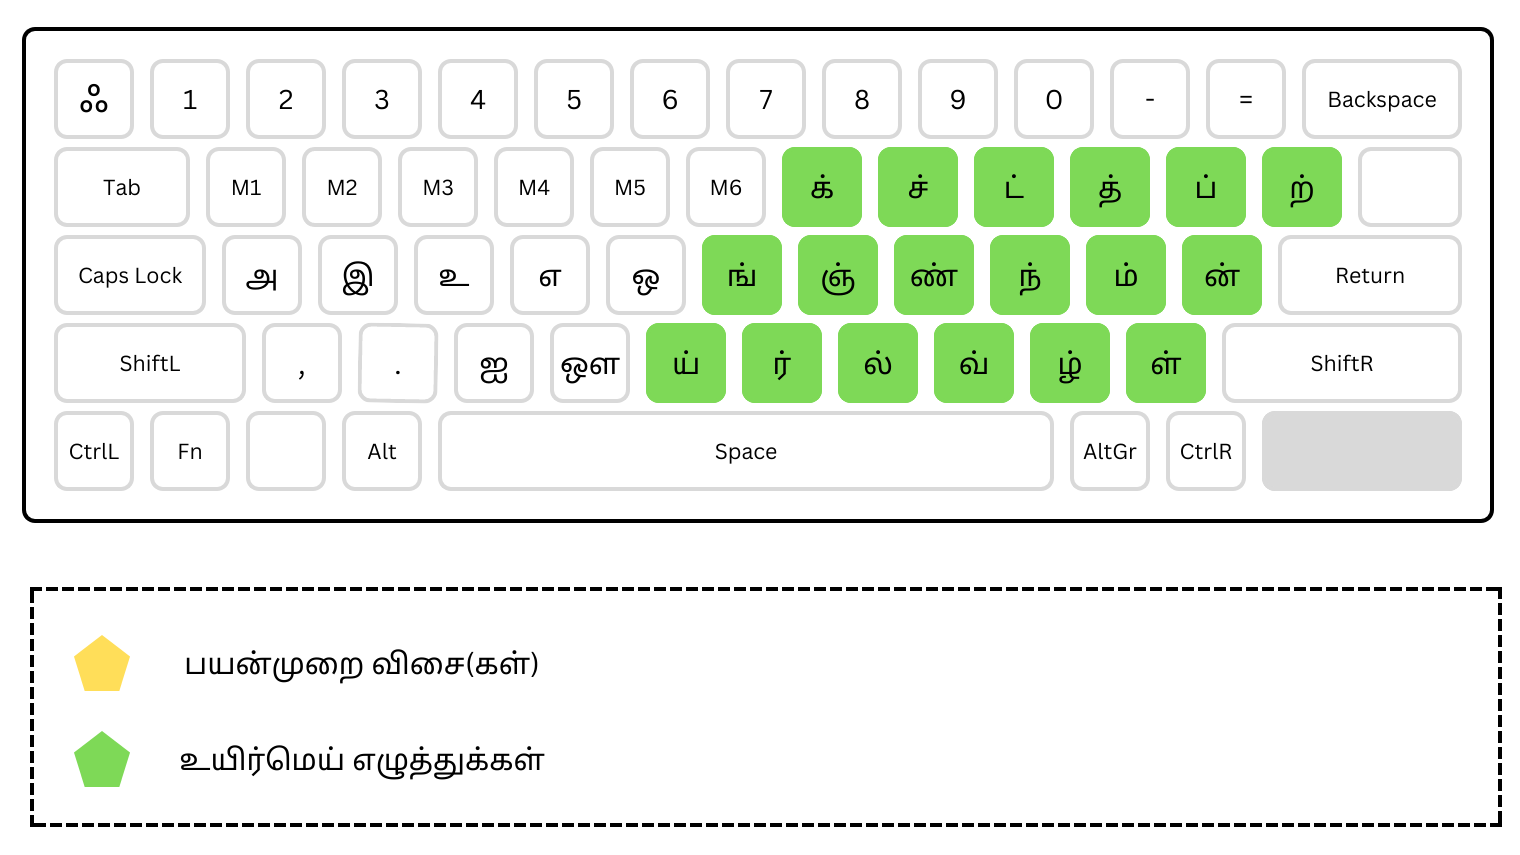 ஃ 1 2 3 4 5 6 7 8 9 0 - = Backspace
Tab M1 M2 M3 M4 M5 M6 க் ச் ட் த் ப் ற்
Caps Lock அ இ உ எ ஒ ங் ஞ் ண் ந் ம் ன் Return
ShiftL , . ஐ ஔ ய் ர் ல் வ் ழ் ள் ShiftR
CtrlL Fn Alt Space AltGr CtrlR
பயன்முறை விசை(கள்)
உயிர்மெய் எழுத்துக்கள்